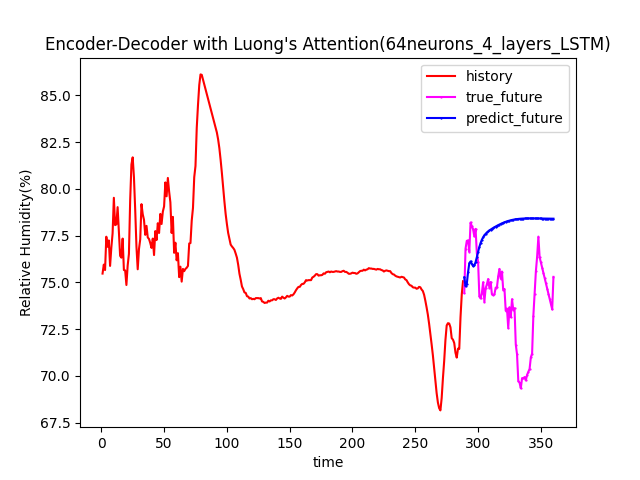 Encoder-Decoder with Luong's Attention(64neurons_4_layers_LSTM)
history
true_future
predict_future
Relative Humidity(%)
85.0
82.5
80.0
77.5
75.0
72.5
70.0
67.5
0 50 100 150 200 250 300 350
time